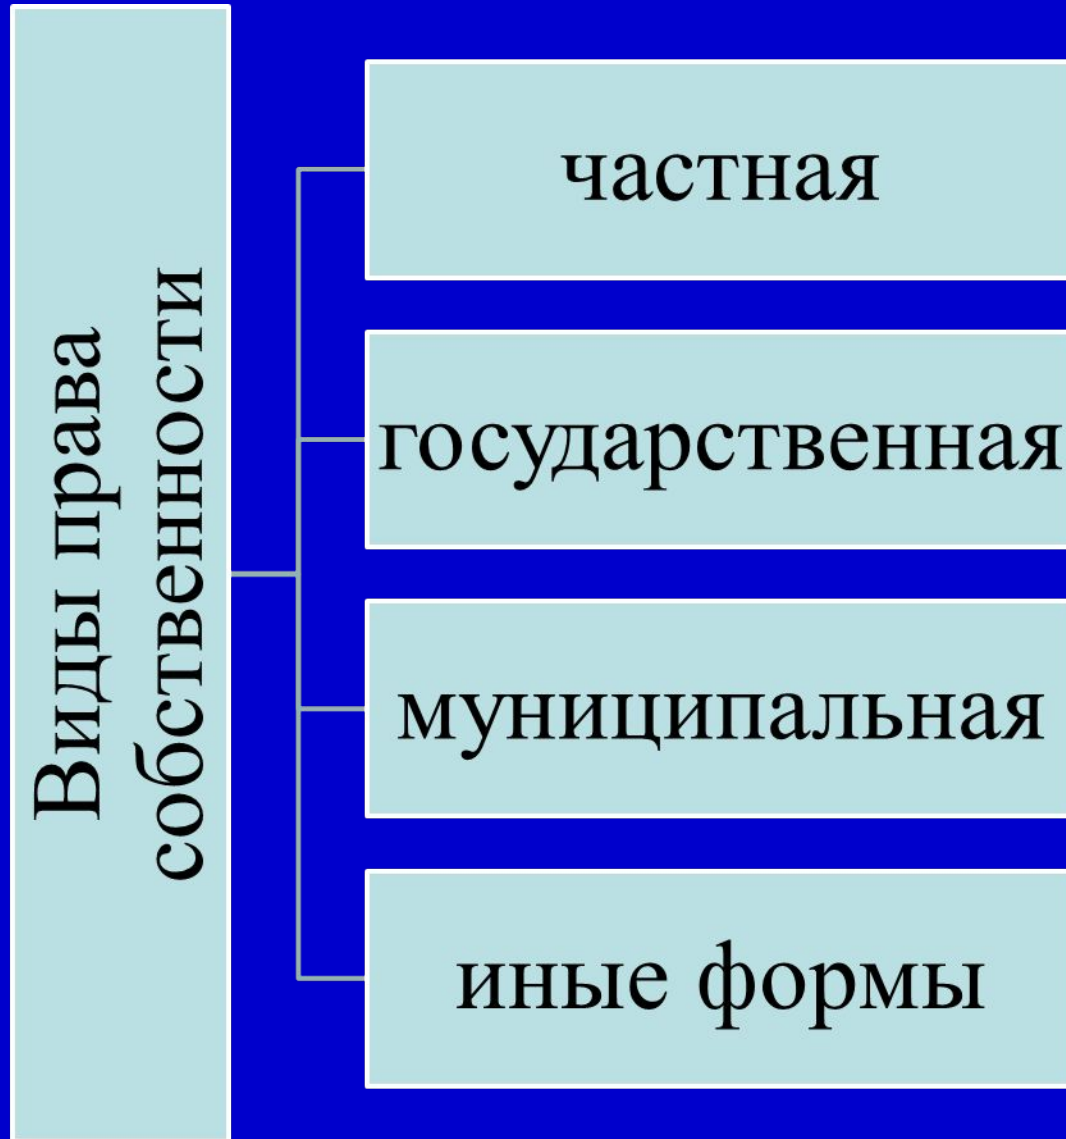 Виды права
собственности
частная
государственная
муниципальная
иные формы